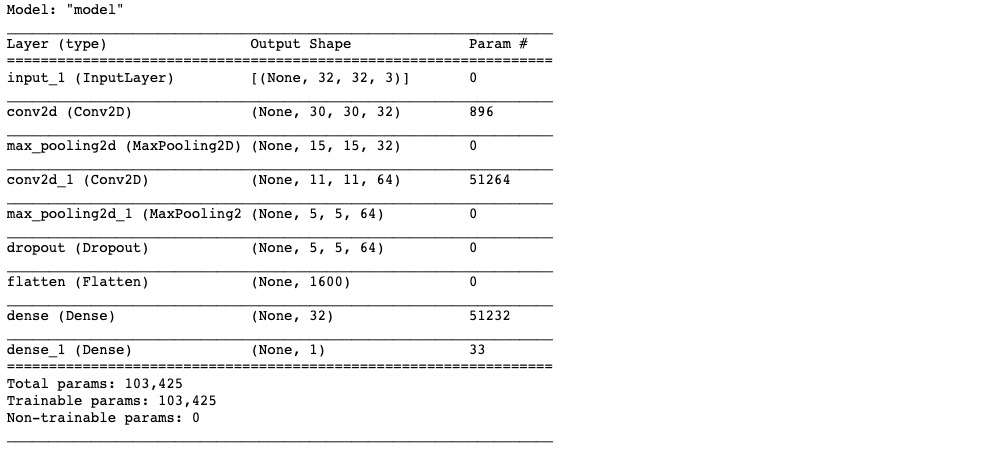 Model: "model"
Layer (type) Output Shape Param #
input_1 (InputLayer) [(None, 32, 32, 3)] 0
conv2d (Conv2D) (None, 30, 30, 32) 896
max_pooling2d (MaxPooling2D) (None, 15, 15, 32) 0
conv2d_1 (Conv2D) (None, 11, 11, 64) 51264
max_pooling2d_1 (MaxPooling2 (None, 5, 5, 64) 0
dropout (Dropout) (None, 5, 5, 64) 0
flatten (Flatten) (None, 1600) 0
dense (Dense) (None, 32) 51232
dense_1 (Dense) (None, 1) 33
Total params: 103,425
Trainable params: 103,425
Non-trainable params: 0